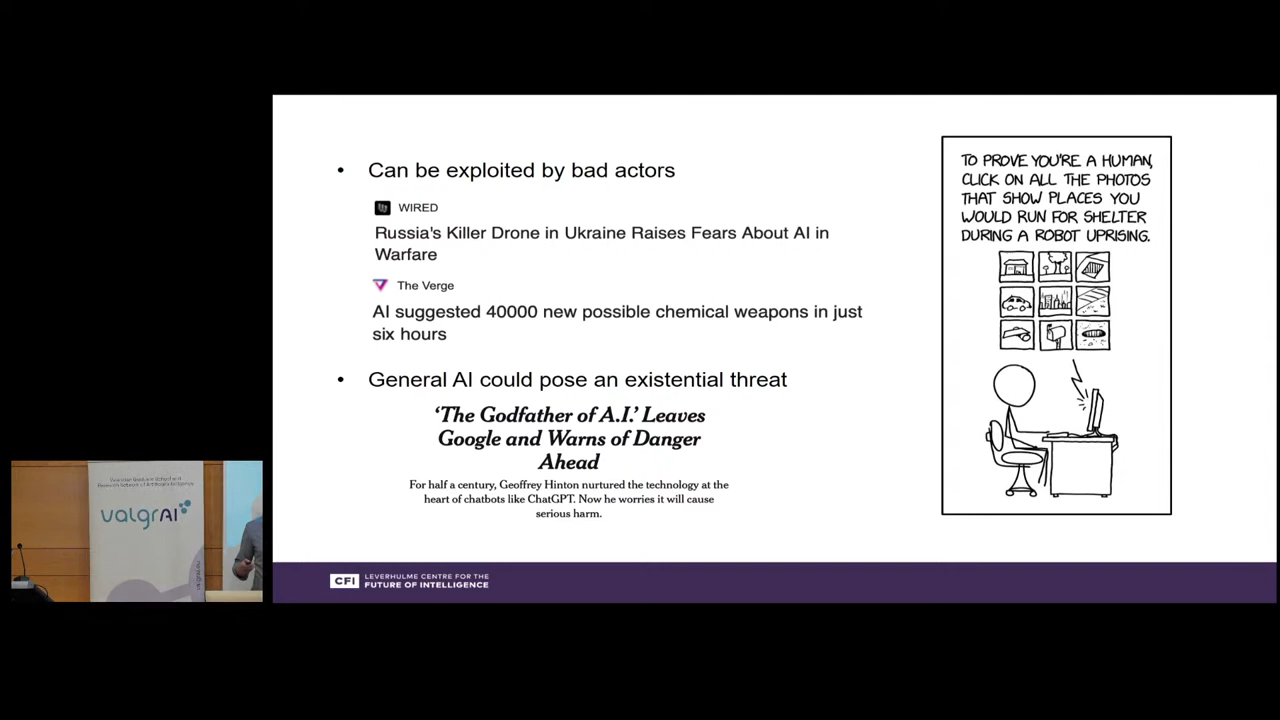 • Can be exploited by bad actors
WIRED
Russia's Killer Drone in Ukraine Raises Fears About AI in
Warfare
The Verge
AI suggested 40000 new possible chemical weapons in just
six hours
• General AI could pose an existential threat
‘The Godfather of A.I.’ Leaves
Google and Warns of Danger
Ahead
For half a century, Geoffrey Hinton nurtured the technology at the
heart of chatbots like ChatGPT. Now he worries it will cause
serious harm.
TO PROVE YOU'RE A HUMAN,
CLICK ON ALL THE PHOTOS
THAT SHOW PLACES YOU
WOULD RUN FOR SHELTER
DURING A ROBOT UPRISING.
CFI
LEVERHULME CENTRE FOR THE
FUTURE OF INTELLIGENCE
valgrAI